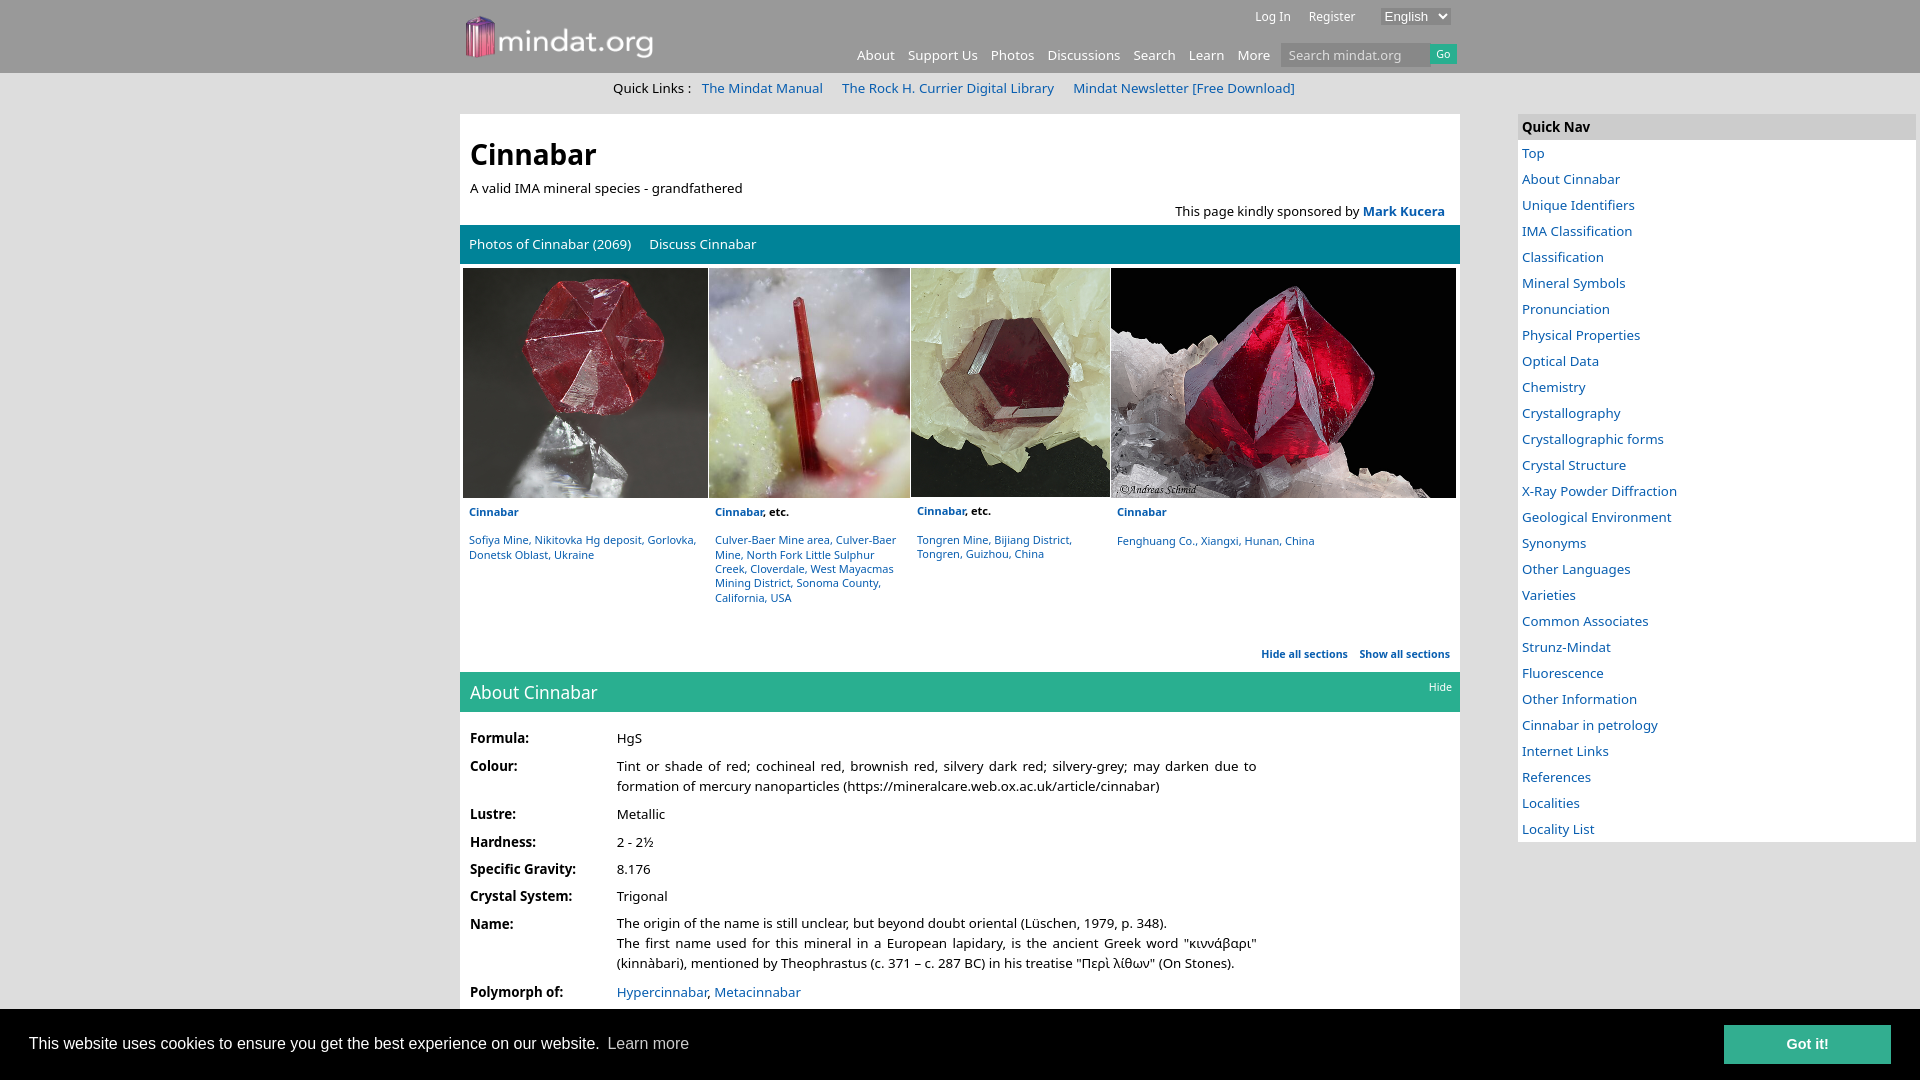 Log In Register English
mindat.org
About Support Us Photos Discussions Search Learn More Search mindat.org Go
Quick Links : The Mindat Manual The Rock H. Currier Digital Library Mindat Newsletter [Free Download]
Cinnabar
A valid IMA mineral species - grandfathered
This page kindly sponsored by Mark Kucera
Photos of Cinnabar (2069) Discuss Cinnabar
©Andreas Schmid
Cinnabar
Sofiya Mine, Nikitovka Hg deposit, Gorlovka,
Donetsk Oblast, Ukraine
Cinnabar, etc.
Culver-Baer Mine area, Culver-Baer
Mine, North Fork Little Sulphur
Creek, Cloverdale, West Mayacmas
Mining District, Sonoma County,
California, USA
Cinnabar, etc.
Tongren Mine, Bijiang District,
Tongren, Guizhou, China
Cinnabar
Fenghuang Co., Xiangxi, Hunan, China
Hide all sections Show all sections
About Cinnabar Hide
Formula: HgS
Colour: Tint or shade of red; cochineal red, brownish red, silvery dark red; silvery-grey; may darken due to
formation of mercury nanoparticles (https://mineralcare.web.ox.ac.uk/article/cinnabar)
Lustre: Metallic
Hardness: 2 - 2½
Specific Gravity: 8.176
Crystal System: Trigonal
Name: The origin of the name is still unclear, but beyond doubt oriental (Lüschen, 1979, p. 348).
The first name used for this mineral in a European lapidary, is the ancient Greek word "κιννάβαρι"
(kinnàbari), mentioned by Theophrastus (c. 371 – c. 287 BC) in his treatise "Περὶ λίθων" (On Stones).
Polymorph of: Hypercinnabar, Metacinnabar
Quick Nav
Top
About Cinnabar
Unique Identifiers
IMA Classification
Classification
Mineral Symbols
Pronunciation
Physical Properties
Optical Data
Chemistry
Crystallography
Crystallographic forms
Crystal Structure
X-Ray Powder Diffraction
Geological Environment
Synonyms
Other Languages
Varieties
Common Associates
Strunz-Mindat
Fluorescence
Other Information
Cinnabar in petrology
Internet Links
References
Localities
Locality List
This website uses cookies to ensure you get the best experience on our website. Learn more
Got it!